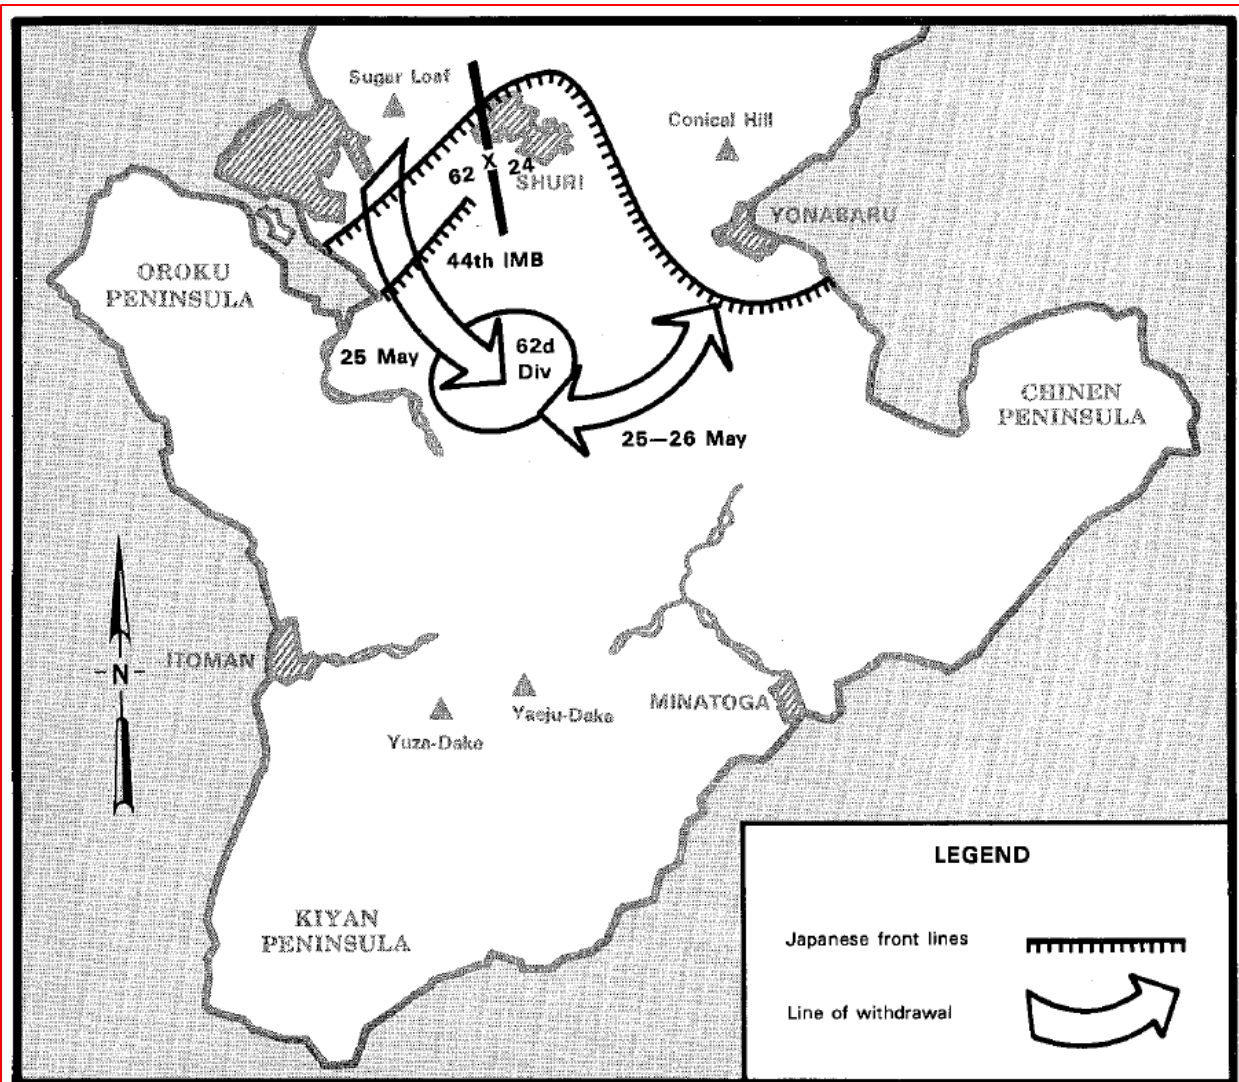 Sugar Loaf
Conical Hill
62 X 24
SHURI
YONABARU
44th IMB
OROKU
PENINSULA
25 May
62d
Div
CHINEN
PENINSULA
25—26 May
N
ITOMAN
MINATOGA
Yaeju-Dake
Yuza-Dake
LEGEND
KIYAN
PENINSULA
Japanese front lines
Line of withdrawal